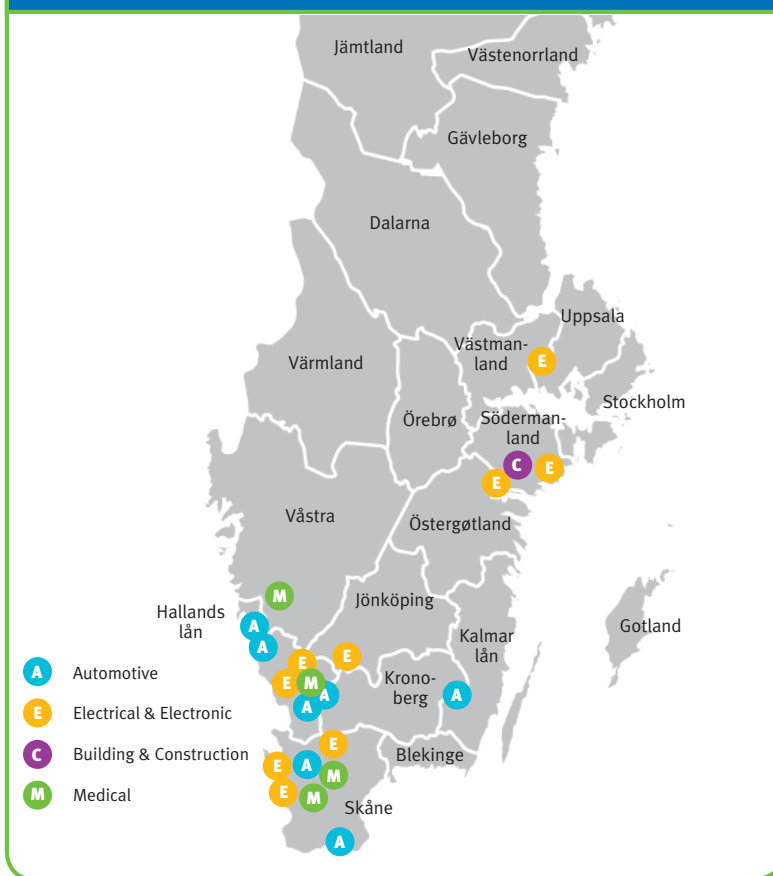 Jämtland
Västenorrland
Gävleborg
Dalarna
Uppsala
Västman-
land
E
Värmland
Stockholm
Örebrø
Söderman-
land
C
E
E
Våstra
Östergøtland
M
Jönköping
Hallands
lån
A
A
Gotland
Kalmar
lån
E
E
A Automotive
M
E
Krono-
berg
A
A
A
E Electrical & Electronic
E
C Building & Construction
Blekinge
E
A
M
M Medical
E
M
Skåne
A